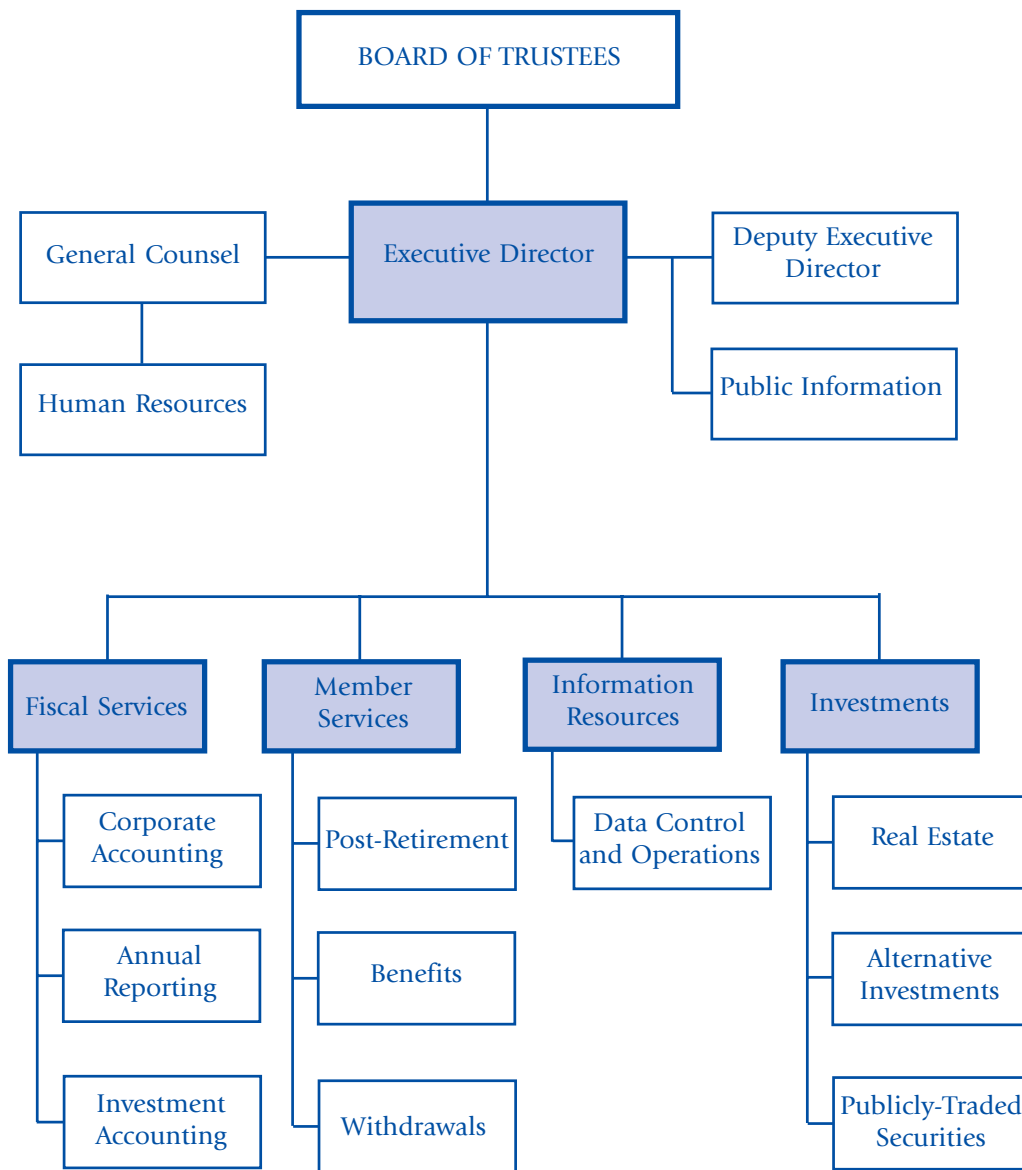 BOARD OF TRUSTEES
General Counsel
Executive Director
Deputy Executive
Director
Human Resources
Public Information
Fiscal Services
Member
Services
Information
Resources
Investments
Corporate
Accounting
Post-Retirement
Data Control
and Operations
Real Estate
Annual
Reporting
Benefits
Alternative
Investments
Investment
Accounting
Withdrawals
Publicly-Traded
Securities